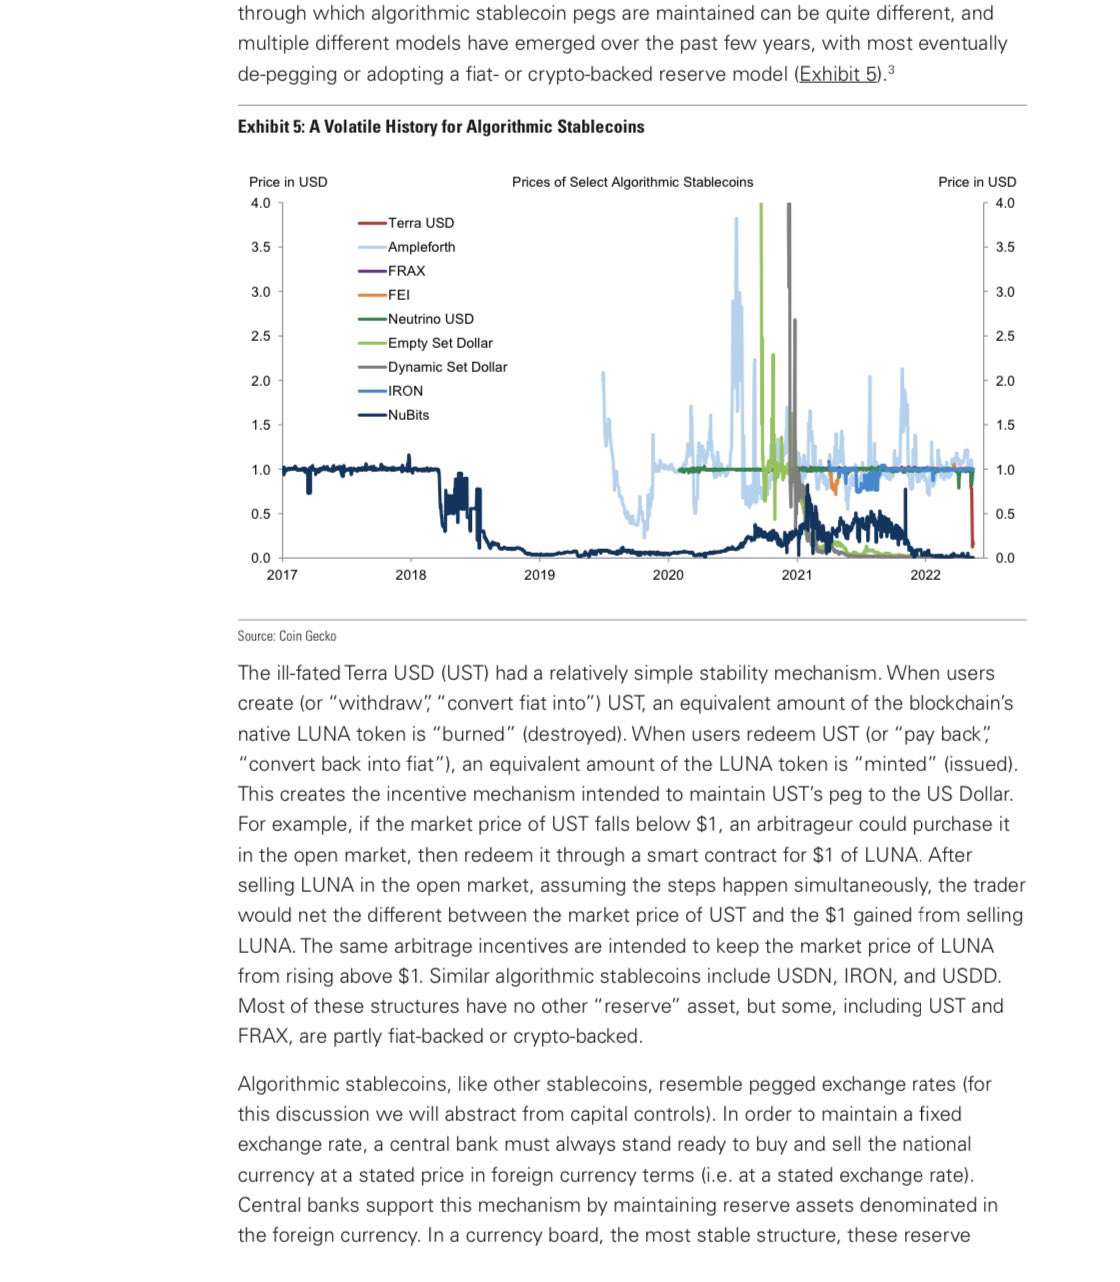 through which algorithmic stablecoin pegs are maintained can be quite different, and
multiple different models have emerged over the past few years, with most eventually
de-pegging or adopting a fiat- or crypto-backed reserve model (Exhibit 5).³
Exhibit 5: A Volatile History for Algorithmic Stablecoins
Price in USD
Prices of Select Algorithmic Stablecoins
Price in USD
4.0
3.5
3.0
2.5
2.0
1.5
1.0
0.5
0.0
Terra USD
Ampleforth
FRAX
FEI
Neutrino USD
Empty Set Dollar
Dynamic Set Dollar
IRON
NuBits
4.0
3.5
3.0
2.5
2.0
1.5
1.0
0.5
0.0
2017 2018 2019 2020 2021 2022
Source: Coin Gecko
The ill-fated Terra USD (UST) had a relatively simple stability mechanism. When users
create (or “withdraw”, “convert fiat into”) UST, an equivalent amount of the blockchain’s
native LUNA token is “burned” (destroyed). When users redeem UST (or “pay back”,
“convert back into fiat”), an equivalent amount of the LUNA token is “minted” (issued).
This creates the incentive mechanism intended to maintain UST’s peg to the US Dollar.
For example, if the market price of UST falls below $1, an arbitrageur could purchase it
in the open market, then redeem it through a smart contract for $1 of LUNA. After
selling LUNA in the open market, assuming the steps happen simultaneously, the trader
would net the different between the market price of UST and the $1 gained from selling
LUNA. The same arbitrage incentives are intended to keep the market price of LUNA
from rising above $1. Similar algorithmic stablecoins include USDN, IRON, and USDD.
Most of these structures have no other “reserve” asset, but some, including UST and
FRAX, are partly fiat-backed or crypto-backed.
Algorithmic stablecoins, like other stablecoins, resemble pegged exchange rates (for
this discussion we will abstract from capital controls). In order to maintain a fixed
exchange rate, a central bank must always stand ready to buy and sell the national
currency at a stated price in foreign currency terms (i.e. at a stated exchange rate).
Central banks support this mechanism by maintaining reserve assets denominated in
the foreign currency. In a currency board, the most stable structure, these reserve